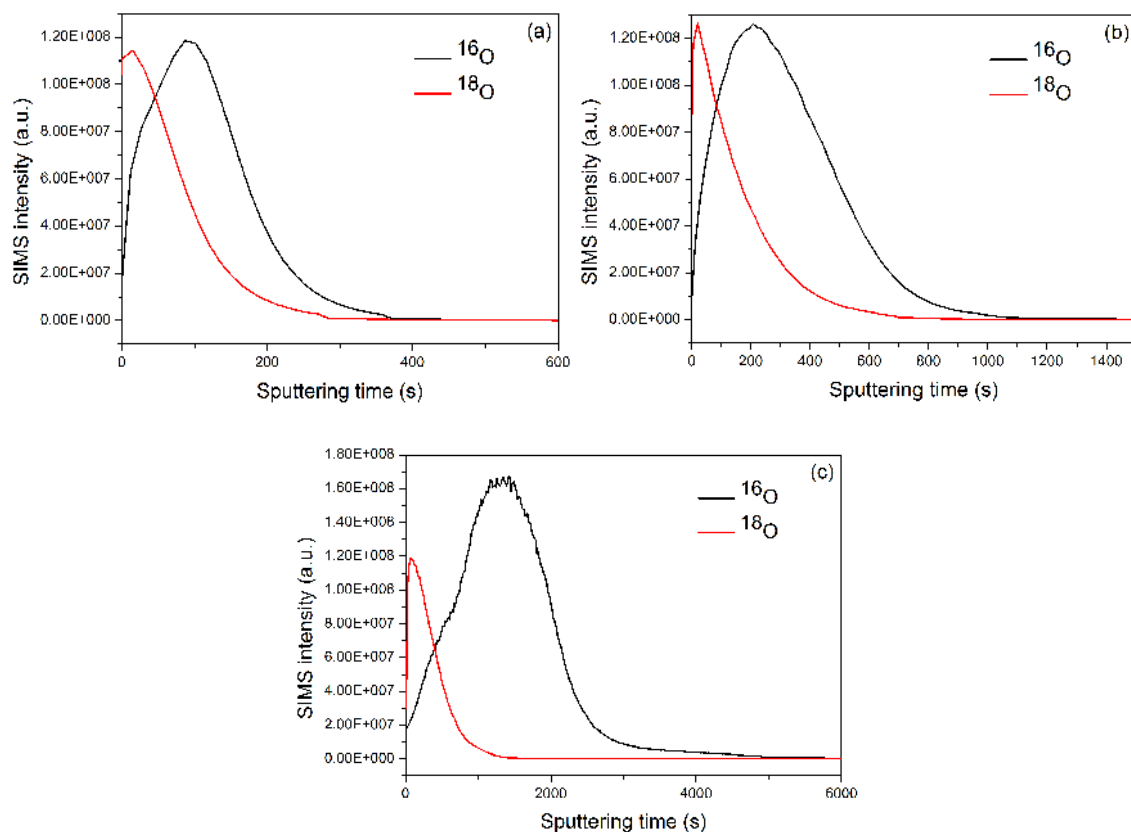 (a)
16O
18O
1.20E+008
1.00E+008
8.00E+007
6.00E+007
4.00E+007
2.00E+007
0.00E+000
SIMS intensity (a.u.)
0 200 400 600
Sputtering time (s)
(b)
16O
18O
1.20E+008
1.00E+008
8.00E+007
6.00E+007
4.00E+007
2.00E+007
0.00E+000
SIMS intensity (a.u.)
0 200 400 600 800 1000 1200 1400
Sputtering time (s)
(c)
16O
18O
1.80E+008
1.60E+008
1.40E+008
1.20E+008
1.00E+008
8.00E+007
6.00E+007
4.00E+007
2.00E+007
0.00E+000
SIMS intensity (a.u.)
0 2000 4000 6000
Sputtering time (s)